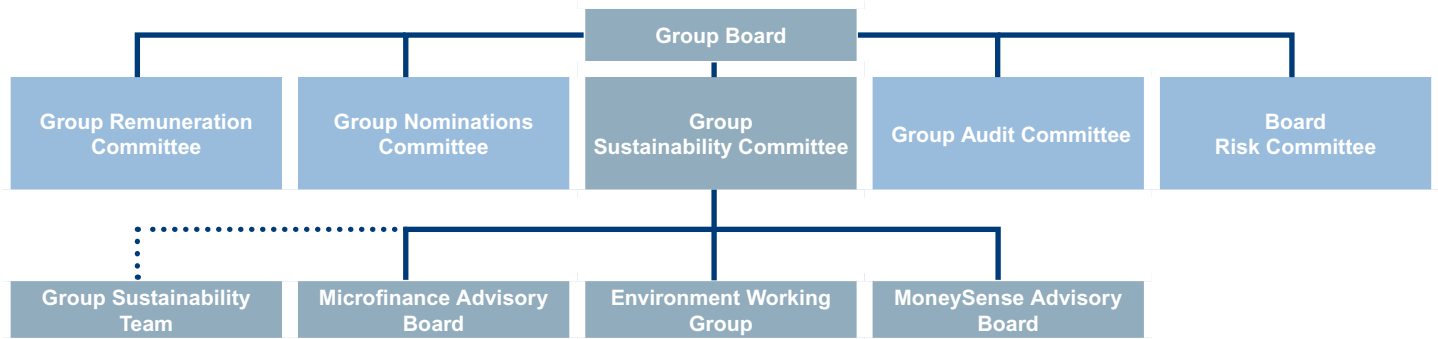 Group Board
Group Remuneration
Committee
Group Nominations
Committee
Group
Sustainability Committee
Group Audit Committee
Board
Risk Committee
Group Sustainability
Team
Microfinance Advisory
Board
Environment Working
Group
MoneySense Advisory
Board